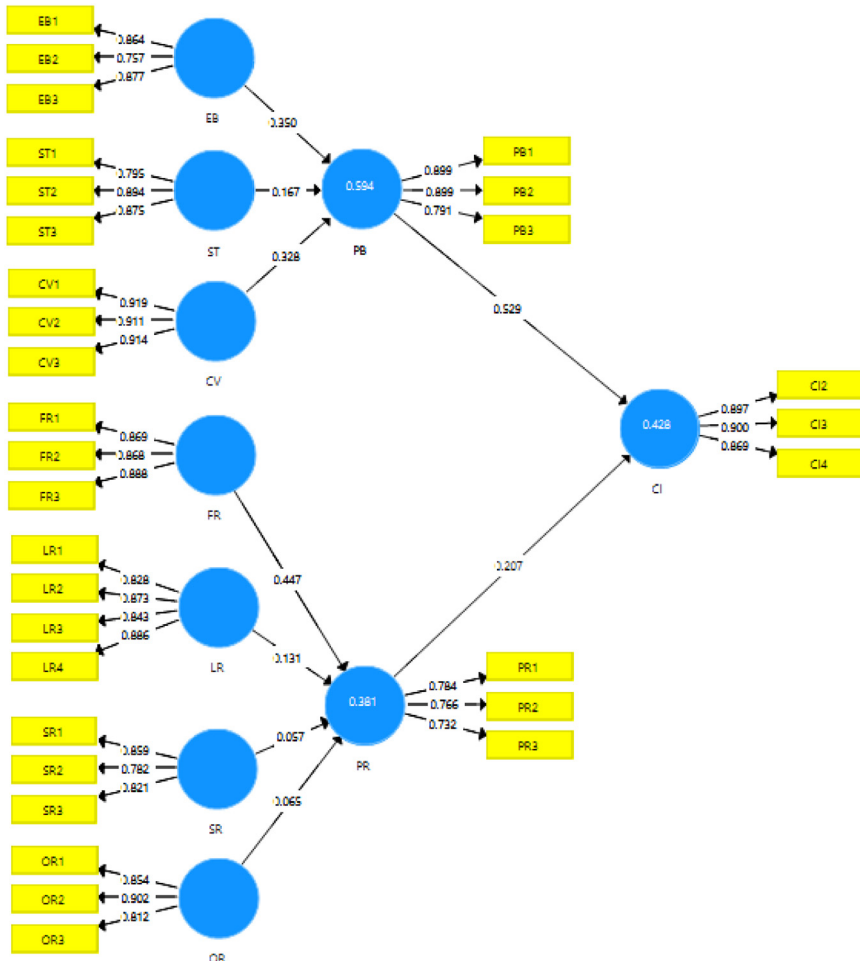 EB1
EB2
EB3
0.864
0.757
0.877
EB
0.350
ST1
ST2
ST3
0.795
0.894
0.875
ST
0.167
CV1
CV2
CV3
0.919
0.911
0.914
CV
0.328
0.594
PB
0.899
0.899
0.791
PB1
PB2
PB3
0.529
FR1
FR2
FR3
0.869
0.868
0.888
FR
0.447
0.428
CI
0.897
0.900
0.869
CI2
CI3
CI4
LR1
LR2
LR3
LR4
0.828
0.873
0.843
0.886
LR
0.131
0.207
SR1
SR2
SR3
0.859
0.782
0.821
SR
0.057
0.381
PR
0.784
0.766
0.732
PR1
PR2
PR3
OR1
OR2
OR3
0.854
0.902
0.812
OR
0.065